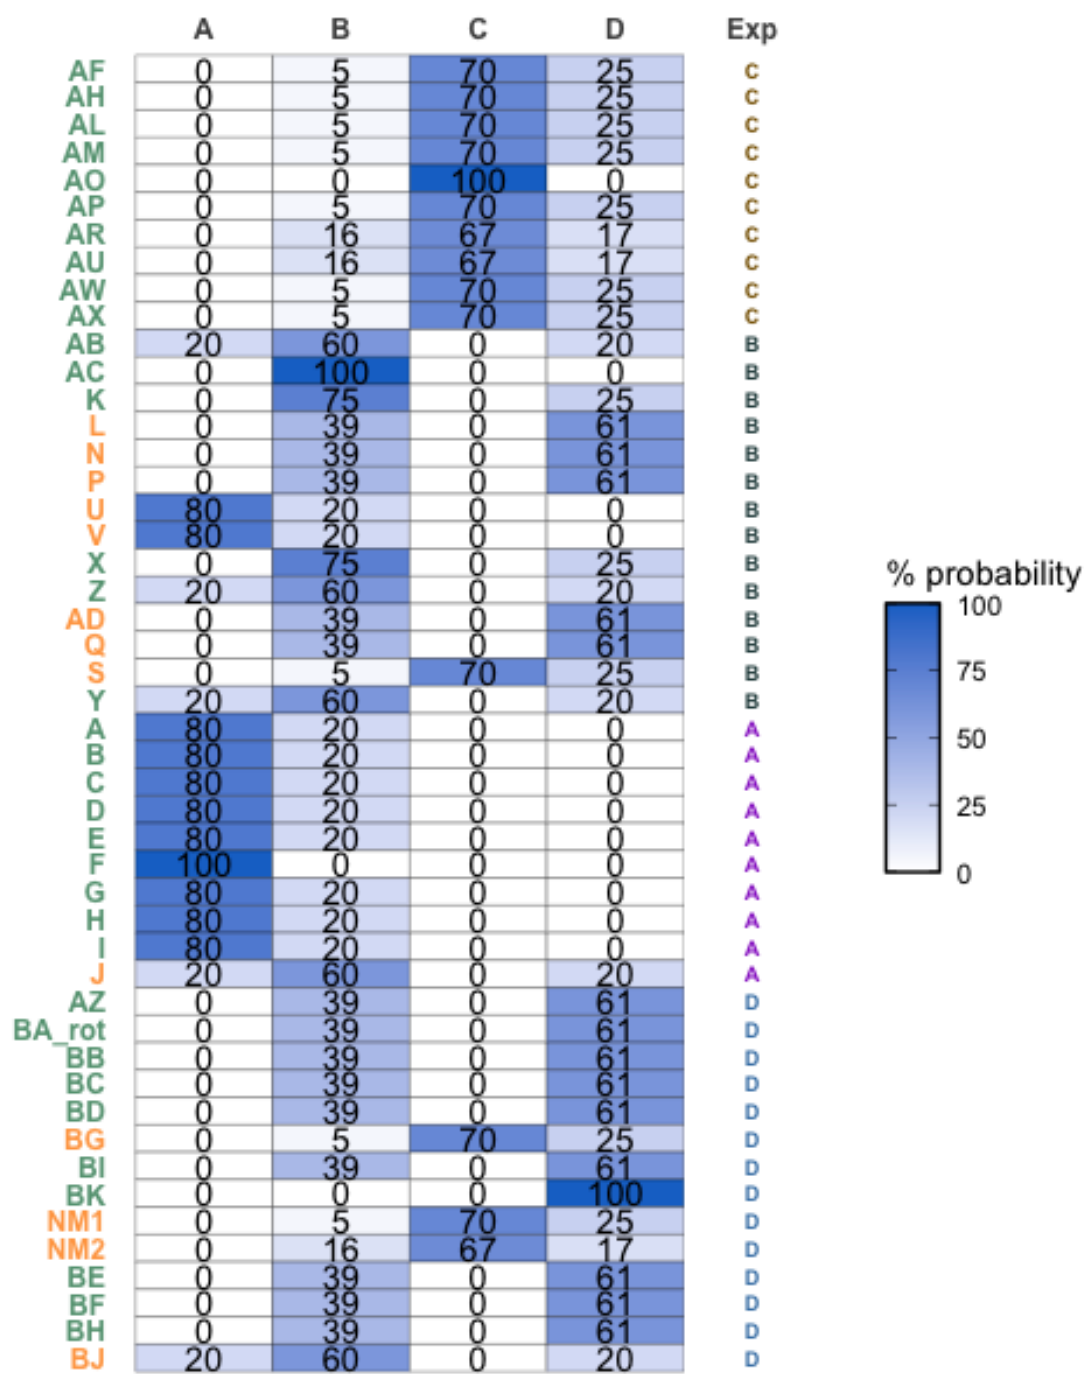 A B C D Exp
AF 0 5 70 25 C
AH 0 5 70 25 C
AL 0 5 70 25 C
AM 0 5 70 25 C
AO 0 0 100 0 C
AP 0 5 70 25 C
AR 0 16 67 17 C
AU 0 16 67 17 C
AW 0 5 70 25 C
AX 0 5 70 25 C
AB 20 60 0 20 B
AC 0 100 0 0 B
K 0 75 0 25 B
L 0 39 0 61 B
N 0 39 0 61 B
P 0 39 0 61 B
U 80 20 0 0 B
V 80 20 0 0 B
X 0 75 0 25 B
Z 20 60 0 20 B
AD 0 39 0 61 B
Q 0 39 0 61 B
S 0 5 70 25 B
Y 20 60 0 20 B
A 80 20 0 0 A
B 80 20 0 0 A
C 80 20 0 0 A
D 80 20 0 0 A
E 80 20 0 0 A
F 100 0 0 0 A
G 80 20 0 0 A
H 80 20 0 0 A
I 80 20 0 0 A
J 20 60 0 20 A
AZ 0 39 0 61 D
BA_rot 0 39 0 61 D
BB 0 39 0 61 D
BC 0 39 0 61 D
BD 0 39 0 61 D
BG 0 5 70 25 D
BI 0 39 0 61 D
BK 0 0 0 100 D
NM1 0 5 70 25 D
NM2 0 16 67 17 D
BE 0 39 0 61 D
BF 0 39 0 61 D
BH 0 39 0 61 D
BJ 20 60 0 20 D
% probability
100
75
50
25
0